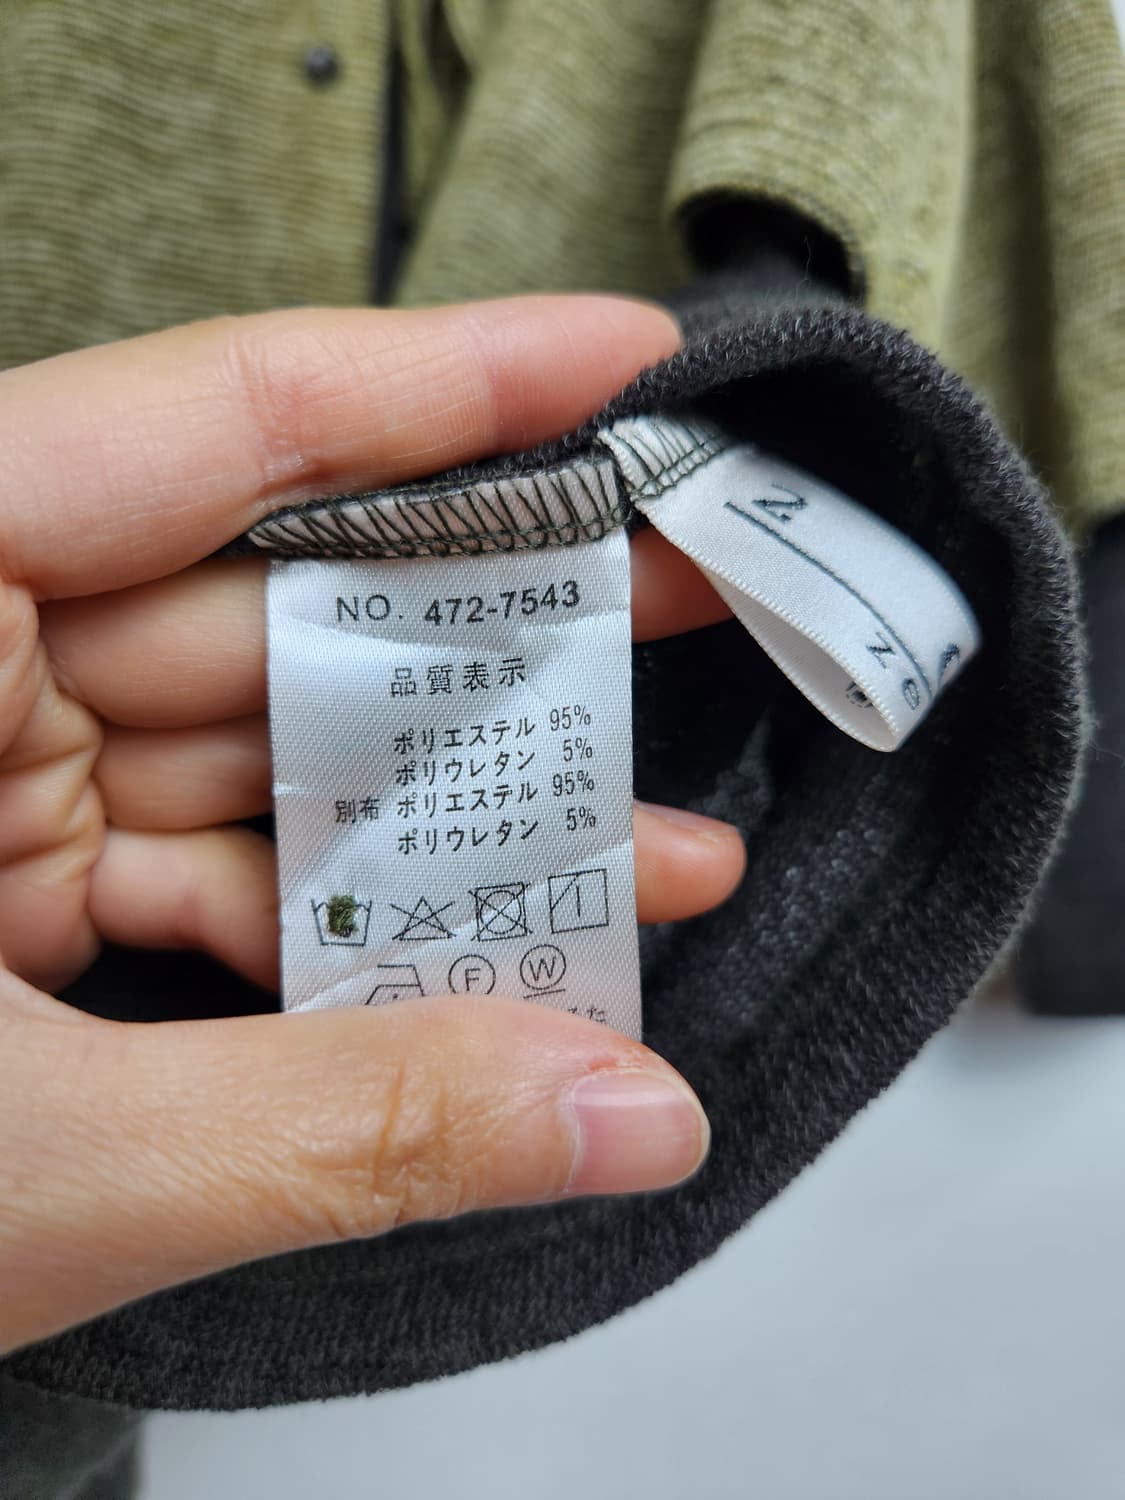 NO. 472-7543
品質表示
ポリエステル 95%
ポリウレタン 5%
別布 ポリエステル 95%
ポリウレタン 5%
F W